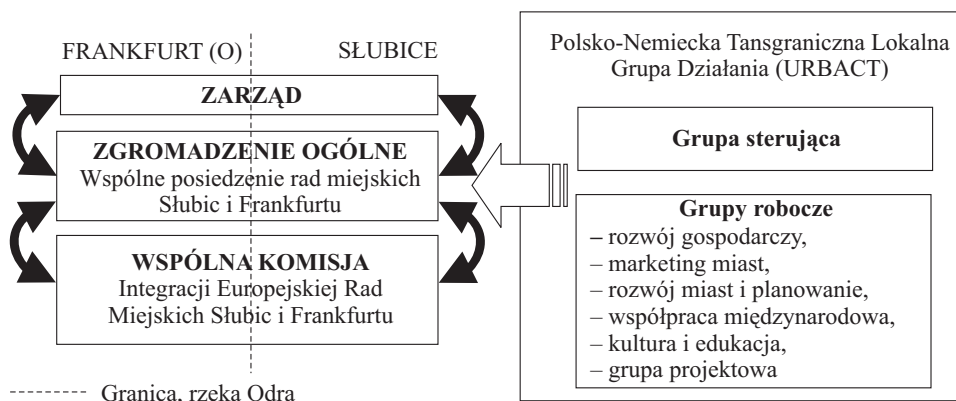 FRANKFURT (O) SŁUBICE
ZARZĄD
ZGROMADZENIE OGÓLNE
Wspólne posiedzenie rad miejskich
Słubic i Frankfurtu
WSPÓLNA KOMISJA
Integracji Europejskiej Rad
Miejskich Słubic i Frankfurtu
Granica, rzeka Odra
Polsko-Niemiecka Tansgraniczna Lokalna
Grupa Działania (URBACT)
Grupa sterująca
Grupy robocze
– rozwój gospodarczy,
– marketing miast,
– rozwój miast i planowanie,
– współpraca międzynarodowa,
– kultura i edukacja,
– grupa projektowa